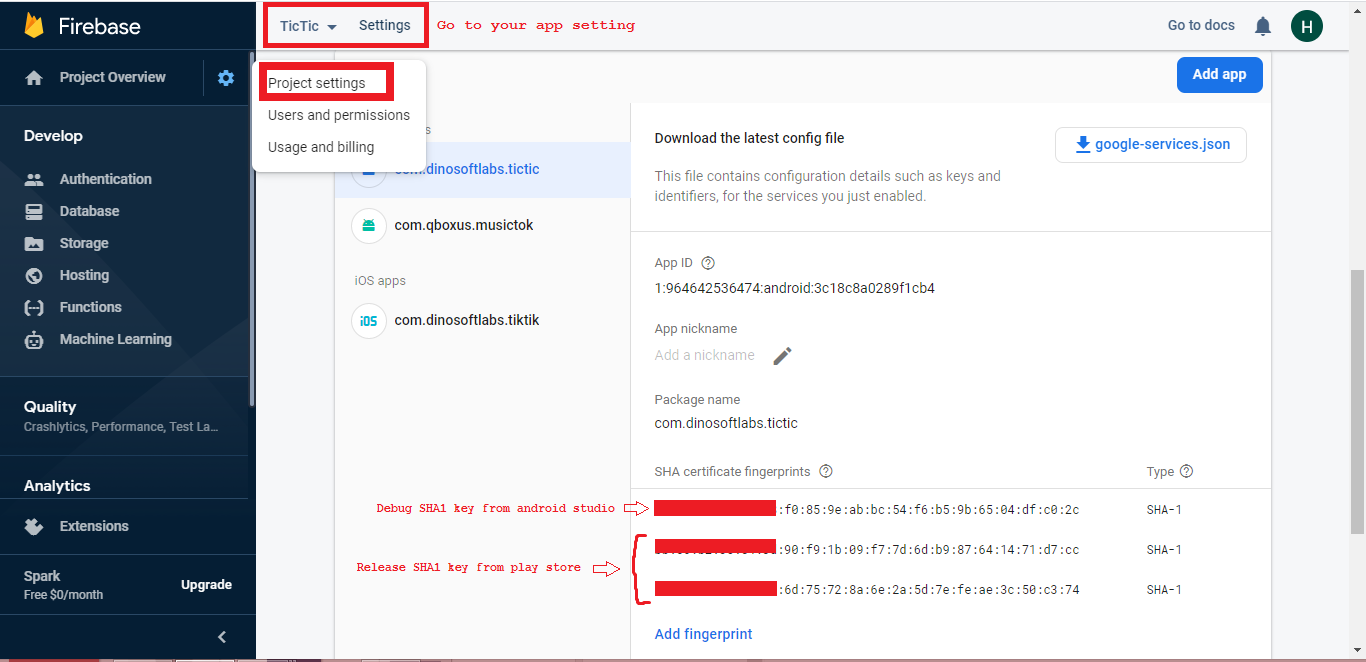 Firebase
TicTic Settings Go to your app setting
Go to docs H
Project Overview
Project settings
Users and permissions
Usage and billing
Add app
Develop
Authentication
Database
Storage
Hosting
Functions
Machine Learning
Quality
Crashlytics, Performance, Test La...
Analytics
Extensions
Spark
Free $0/month
Upgrade
com.dinosoftlabs.tictic
com.qboxus.musictok
iOS apps
iOS com.dinosoftlabs.tiktik
Download the latest config file
google-services.json
This file contains configuration details such as keys and
identifiers, for the services you just enabled.
App ID
1:964642536474:android:3c18c8a0289f1cb4
App nickname
Add a nickname
Package name
com.dinosoftlabs.tictic
SHA certificate fingerprints Type
Debug SHA1 key from android studio :f0:85:9e:ab:bc:54:f6:b5:9b:65:04:df:c0:2c SHA-1
:90:f9:1b:09:f7:7d:6d:b9:87:64:14:71:d7:cc SHA-1
Release SHA1 key from play store
:6d:75:72:8a:6e:2a:5d:7e:fe:ae:3c:50:c3:74 SHA-1
Add fingerprint